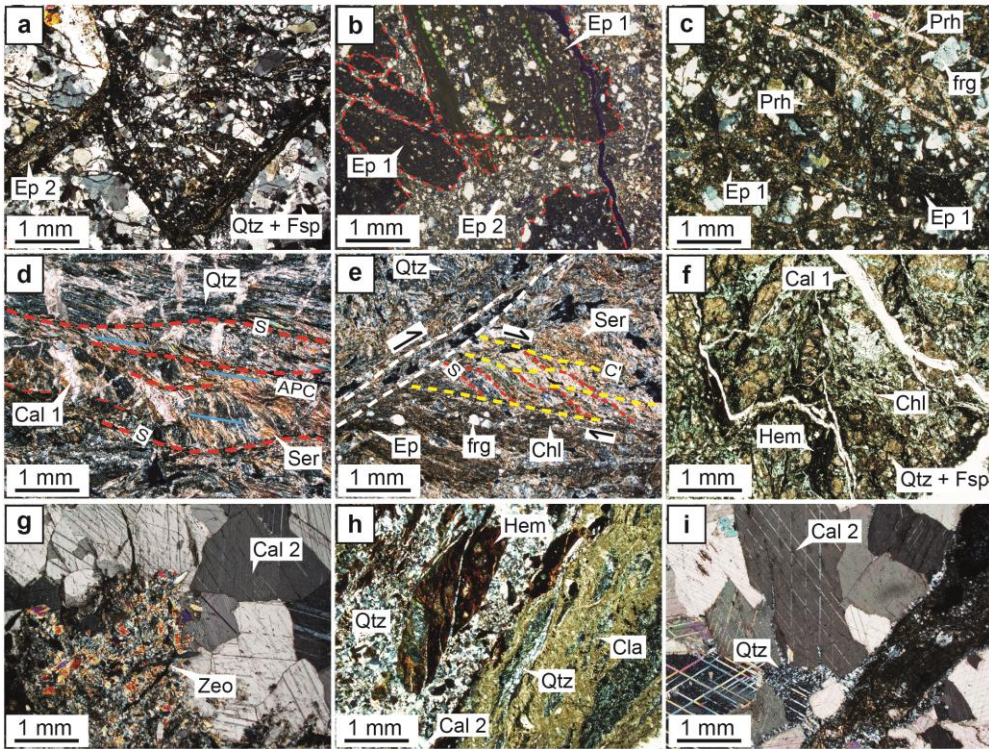 a
Ep 2
Qtz + Fsp
1 mm
b
Ep 1
Ep 1
Ep 2
1 mm
c
Prh
frg
Prh
Ep 1
Ep 1
1 mm
d
Qtz
S
APC
Cal 1
S
Ser
1 mm
e
Qtz
Ser
S
C'
Ep
frg
Chl
1 mm
f
Cal 1
Chl
Hem
Qtz + Fsp
1 mm
g
Cal 2
Zeo
1 mm
h
Hem
Qtz
Cla
Qtz
Cal 2
1 mm
i
Cal 2
Qtz
1 mm